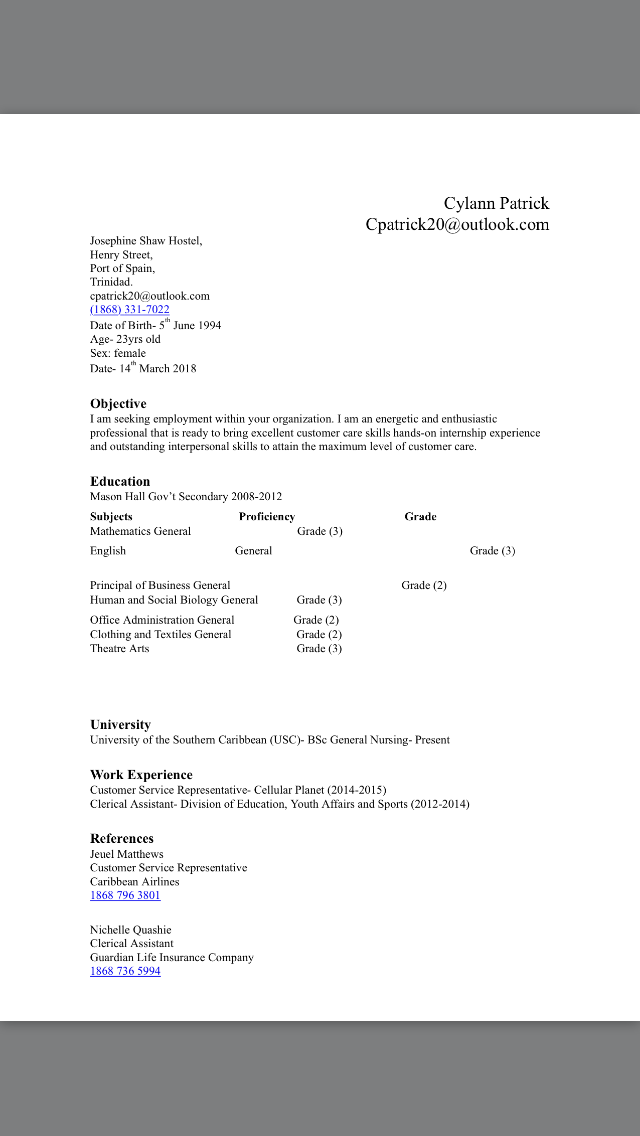 Cylann Patrick
Cpatrick20@outlook.com
Josephine Shaw Hostel,
Henry Street,
Port of Spain,
Trinidad.
cpatrick20@outlook.com
(1868) 331-7022
Date of Birth- 5th June 1994
Age- 23yrs old
Sex: female
Date- 14th March 2018
Objective
I am seeking employment within your organization. I am an energetic and enthusiastic
professional that is ready to bring excellent customer care skills hands-on internship experience
and outstanding interpersonal skills to attain the maximum level of customer care.
Education
Mason Hall Gov't Secondary 2008-2012
Subjects Proficiency Grade
Mathematics General Grade (3)
English General Grade (3)
Principal of Business General Grade (2)
Human and Social Biology General Grade (3)
Office Administration General Grade (2)
Clothing and Textiles General Grade (2)
Theatre Arts Grade (3)
University
University of the Southern Caribbean (USC)- BSc General Nursing- Present
Work Experience
Customer Service Representative- Cellular Planet (2014-2015)
Clerical Assistant- Division of Education, Youth Affairs and Sports (2012-2014)
References
Jeuel Matthews
Customer Service Representative
Caribbean Airlines
1868 796 3801
Nichelle Quashie
Clerical Assistant
Guardian Life Insurance Company
1868 736 5994